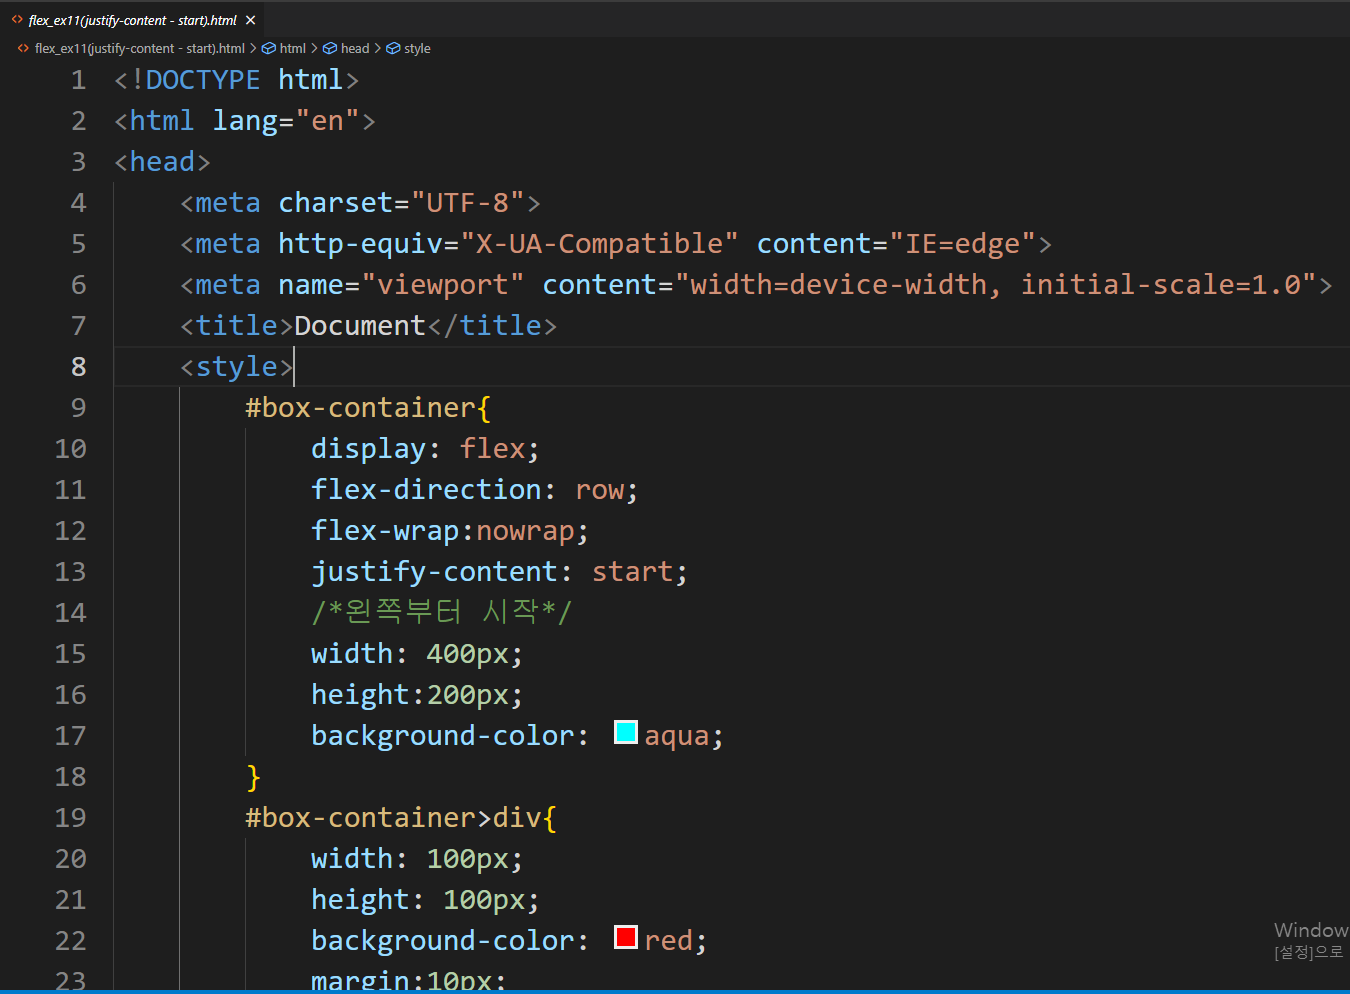 flex_ex11(justify-content - start).html
flex_ex11(justify-content - start).html > html > head > style
1 <!DOCTYPE html>
2 <html lang="en">
3 <head>
4 <meta charset="UTF-8">
5 <meta http-equiv="X-UA-Compatible" content="IE=edge">
6 <meta name="viewport" content="width=device-width, initial-scale=1.0">
7 <title>Document</title>
8 <style>
9 #box-container{
10 display: flex;
11 flex-direction: row;
12 flex-wrap:nowrap;
13 justify-content: start;
14 /*왼쪽부터 시작*/
15 width: 400px;
16 height:200px;
17 background-color: aqua;
18 }
19 #box-container>div{
20 width: 100px;
21 height: 100px;
22 background-color: red;
23 margin:10px;
Window
[설정]으로